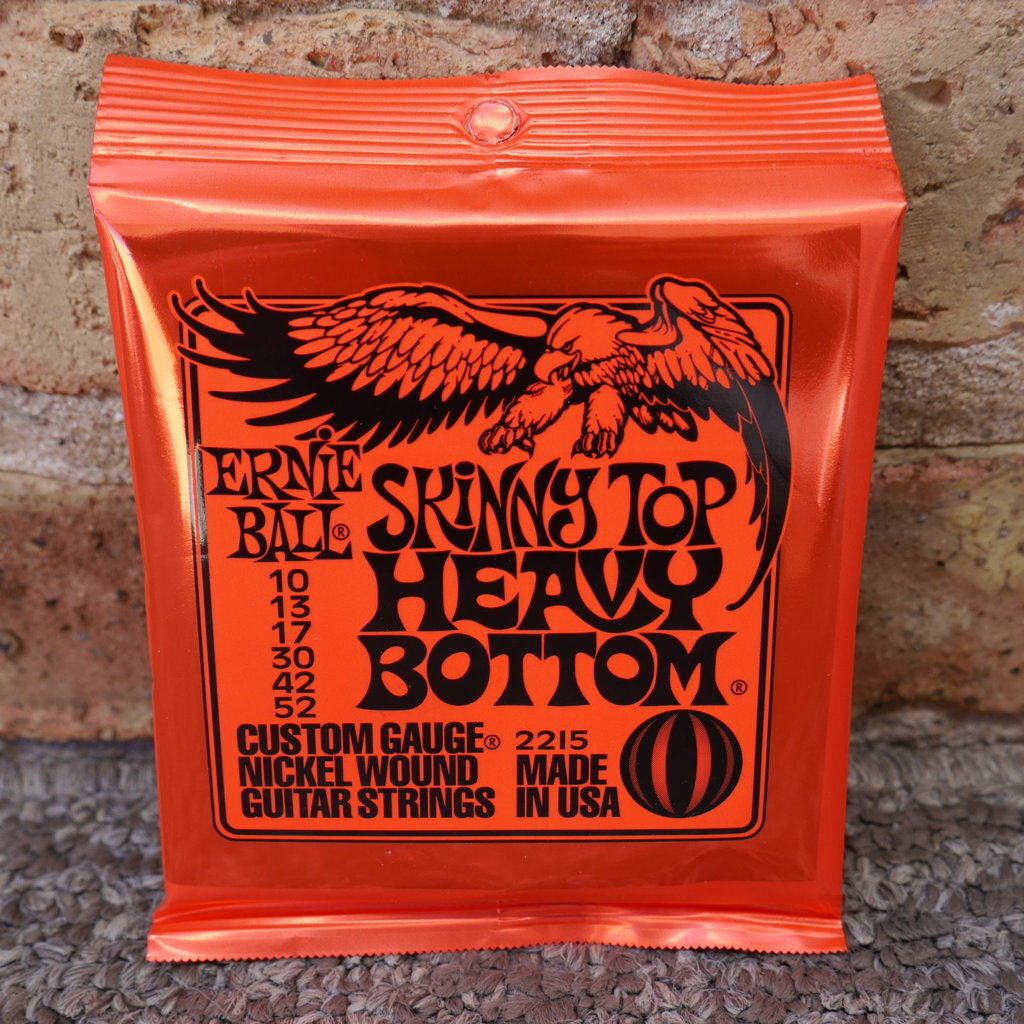 ERNIE
BALL®
SKINNY TOP
HEAVY
BOTTOM®
10
13
17
30
42
52
CUSTOM GAUGE®
NICKEL WOUND
GUITAR STRINGS
2215
MADE
IN USA